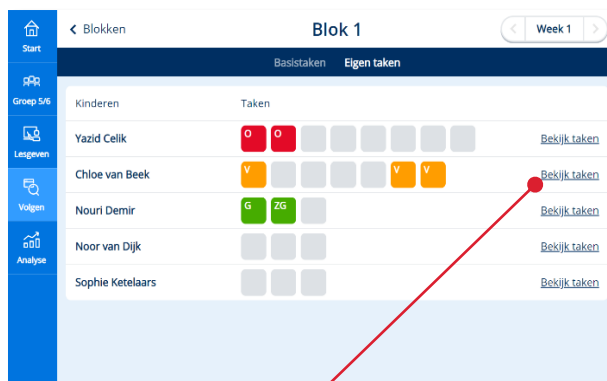 Start
Groep 5/6
Lesgeven
Volgen
Analyse
Blokken
Blok 1
Week 1
Basistaken Eigen taken
Kinderen Taken
Yazid Celik O O Bekijk taken
Chloe van Beek V V V Bekijk taken
Nouri Demir G ZG Bekijk taken
Noor van Dijk Bekijk taken
Sophie Ketelaars Bekijk taken